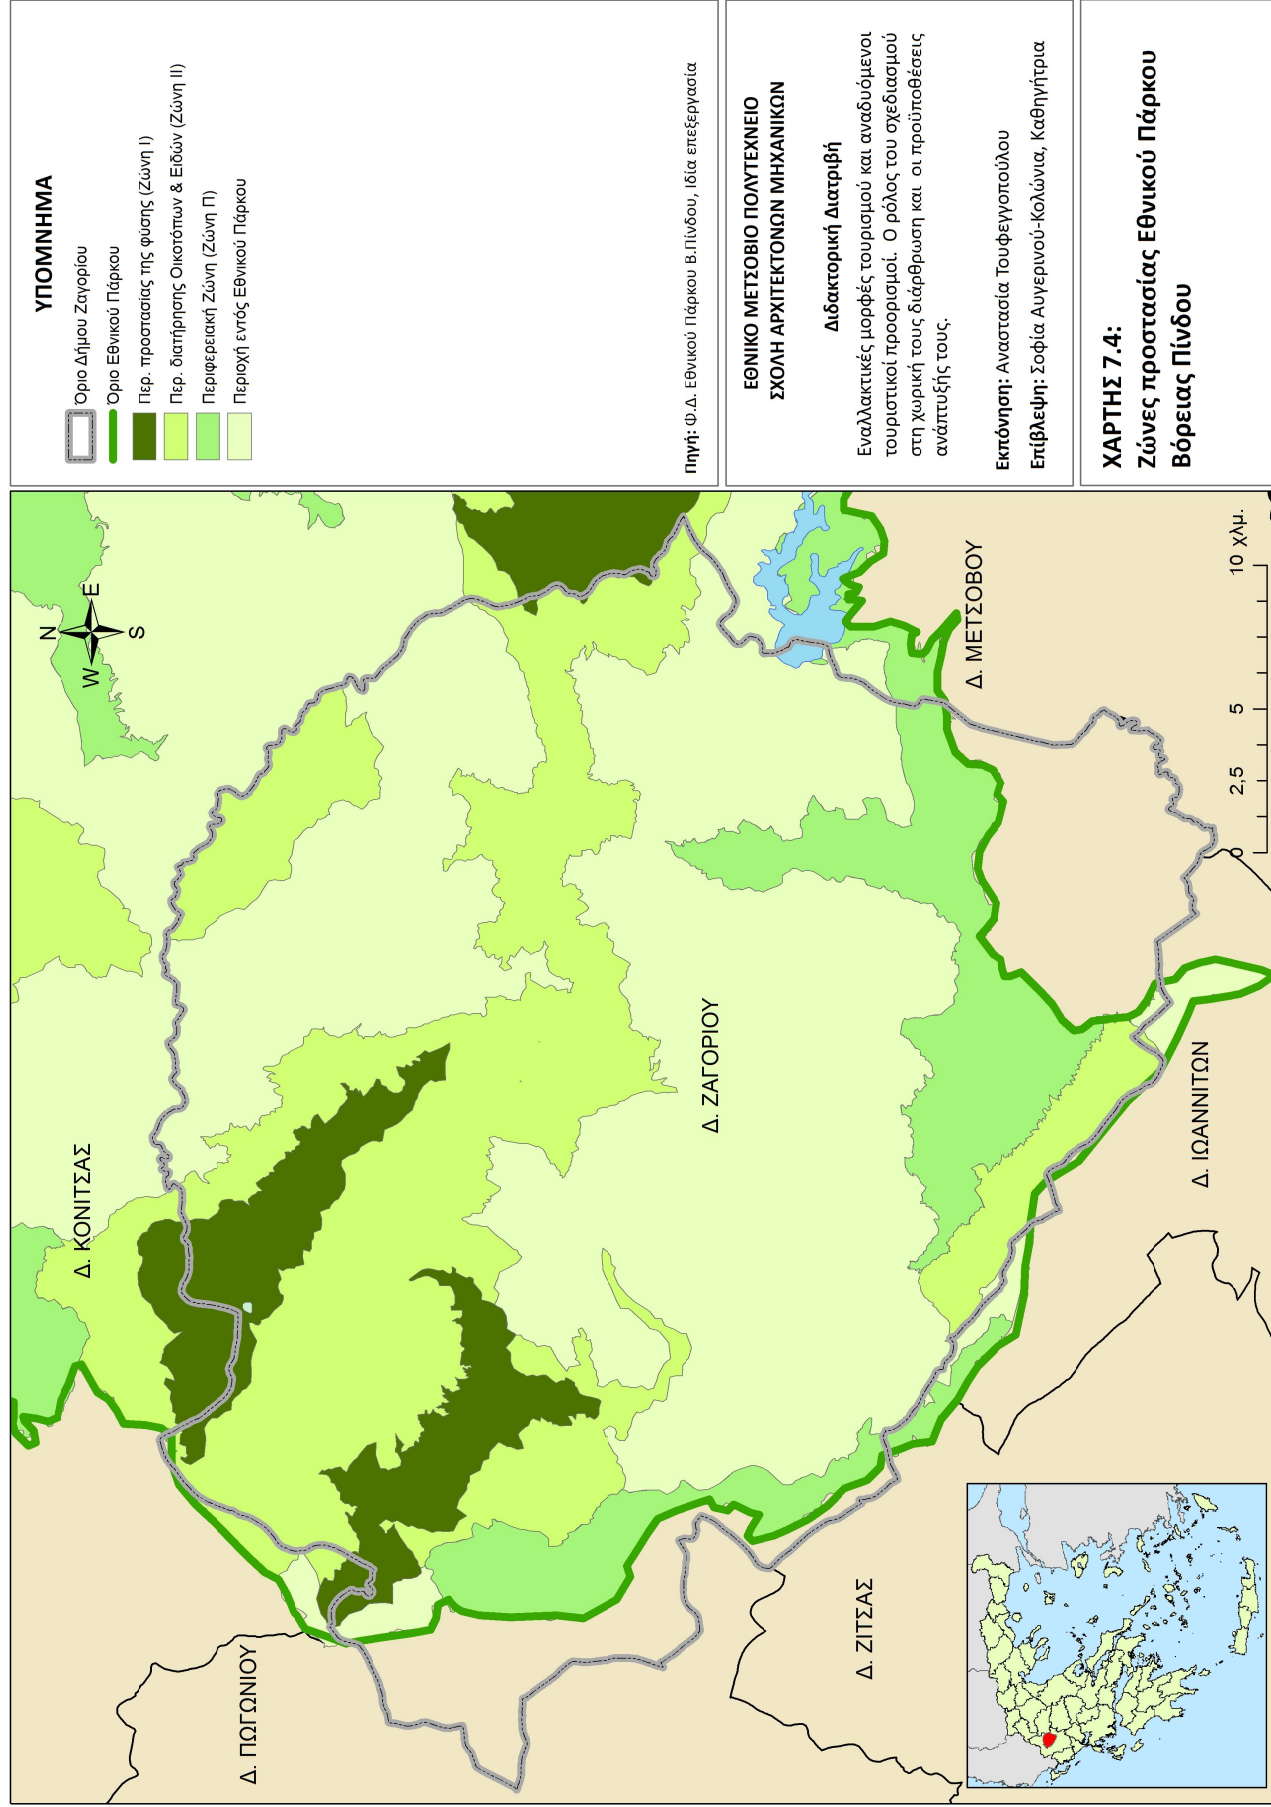 Δ. ΚΟΝΙΤΣΑΣ
N
W
E
S
Δ. ΠΩΓΩΝΙΟΥ
Δ. ΖΑΓΟΡΙΟΥ
Δ. ΖΙΤΣΑΣ
Δ. ΜΕΤΣΟΒΟΥ
Δ. ΙΩΑΝΝΙΤΩΝ
0
2,5
5
10 χλμ.
ΥΠΟΜΝΗΜΑ
Όριο Δήμου Ζαγορίου
Όριο Εθνικού Πάρκου
Περ. προστασίας της φύσης (Ζώνη Ι)
Περ. διατήρησης Οικοτόπων & Ειδών (Ζώνη ΙΙ)
Περιφερειακή Ζώνη (Ζώνη Π)
Περιοχή εντός Εθνικού Πάρκου
Πηγή: Φ.Δ. Εθνικού Πάρκου Β.Πίνδου, Ιδία επεξεργασία
ΕΘΝΙΚΟ ΜΕΤΣΟΒΙΟ ΠΟΛΥΤΕΧΝΕΙΟ
ΣΧΟΛΗ ΑΡΧΙΤΕΚΤΟΝΩΝ ΜΗΧΑΝΙΚΩΝ
Διδακτορική Διατριβή
Εναλλακτικές μορφές τουρισμού και αναδυόμενοι
τουριστικοί προορισμοί. Ο ρόλος του σχεδιασμού
στη χωρική τους διάρθρωση και οι προϋποθέσεις
ανάπτυξής τους.
Εκπόνηση: Αναστασία Τουφεγγοπούλου
Επίβλεψη: Σοφία Αυγερινού-Κολώνια, Καθηγήτρια
ΧΑΡΤΗΣ 7.4:
Ζώνες προστασίας Εθνικού Πάρκου
Βόρειας Πίνδου